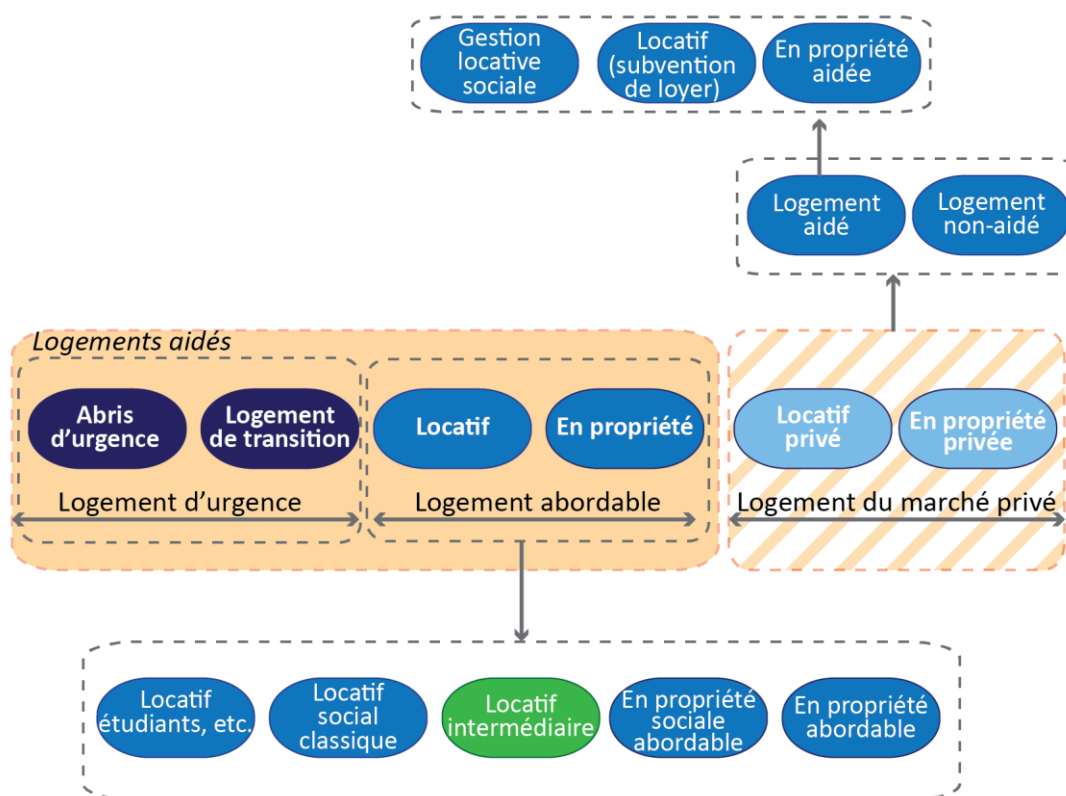 Gestion
locative
sociale
Locatif
(subvention
de loyer)
En propriété
aidée
Logement
aidé
Logement
non-aidé
Logements aidés
Abris
d’urgence
Logement
de transition
Locatif
En propriété
Locatif
privé
En propriété
privée
Logement d’urgence
Logement abordable
Logement du marché privé
Locatif
étudiants, etc.
Locatif
social
classique
Locatif
intermédiaire
En propriété
sociale
abordable
En propriété
abordable